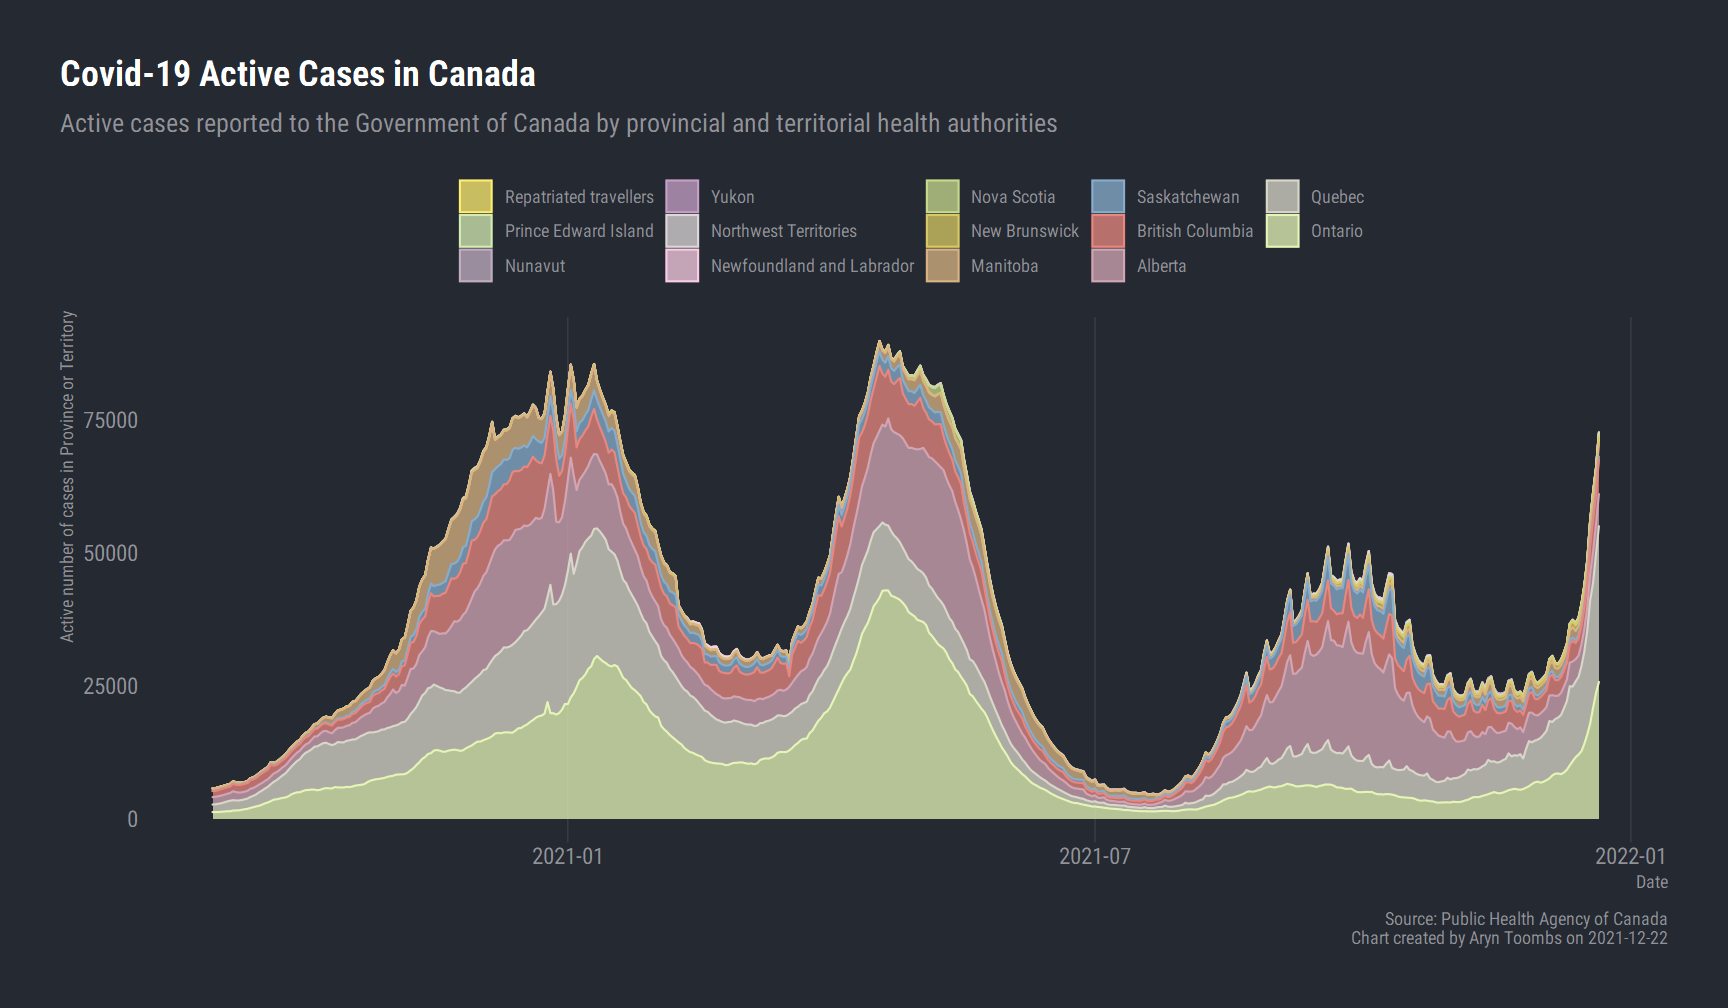 Covid-19 Active Cases in Canada
Active cases reported to the Government of Canada by provincial and territorial health authorities
Repatriated travellers Yukon Nova Scotia Saskatchewan Quebec
Prince Edward Island Northwest Territories New Brunswick British Columbia Ontario
Nunavut Newfoundland and Labrador Manitoba Alberta
Active number of cases in Province or Territory
75000
50000
25000
0
2021-01 2021-07 2022-01
Date
Source: Public Health Agency of Canada
Chart created by Aryn Toombs on 2021-12-22